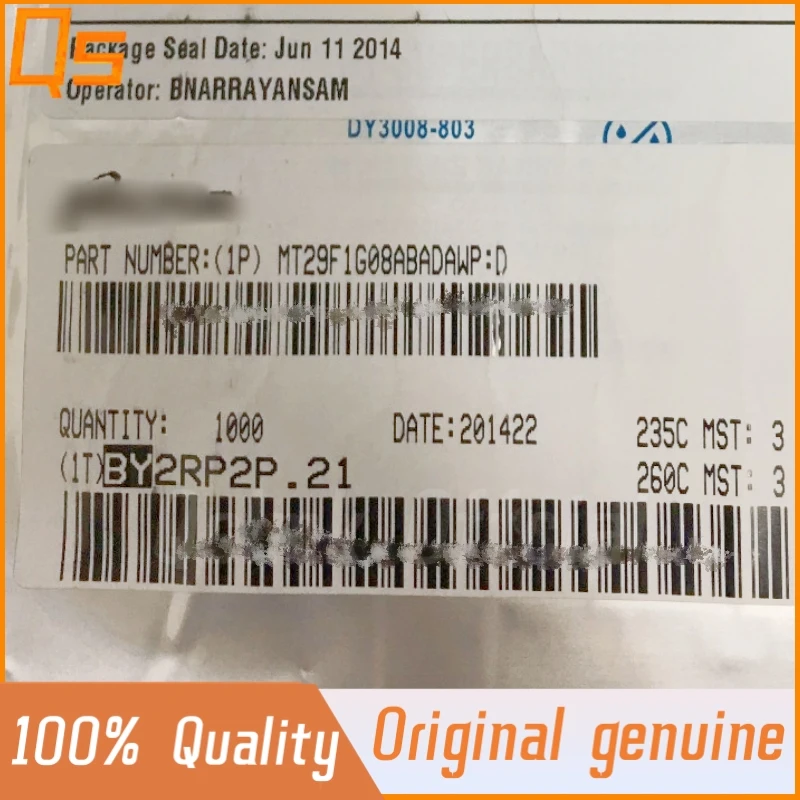 QS
Package Seal Date: Jun 11 2014
Operator: BNARRAYANSAM
DY3008-803
PART NUMBER:(1P) MT29F1G08ABADAWP:D
QUANTITY: 1000 DATE:201422 235C MST: 3
(1T)BY2RP2P.21 260C MST: 3
100% Quality Original genuine